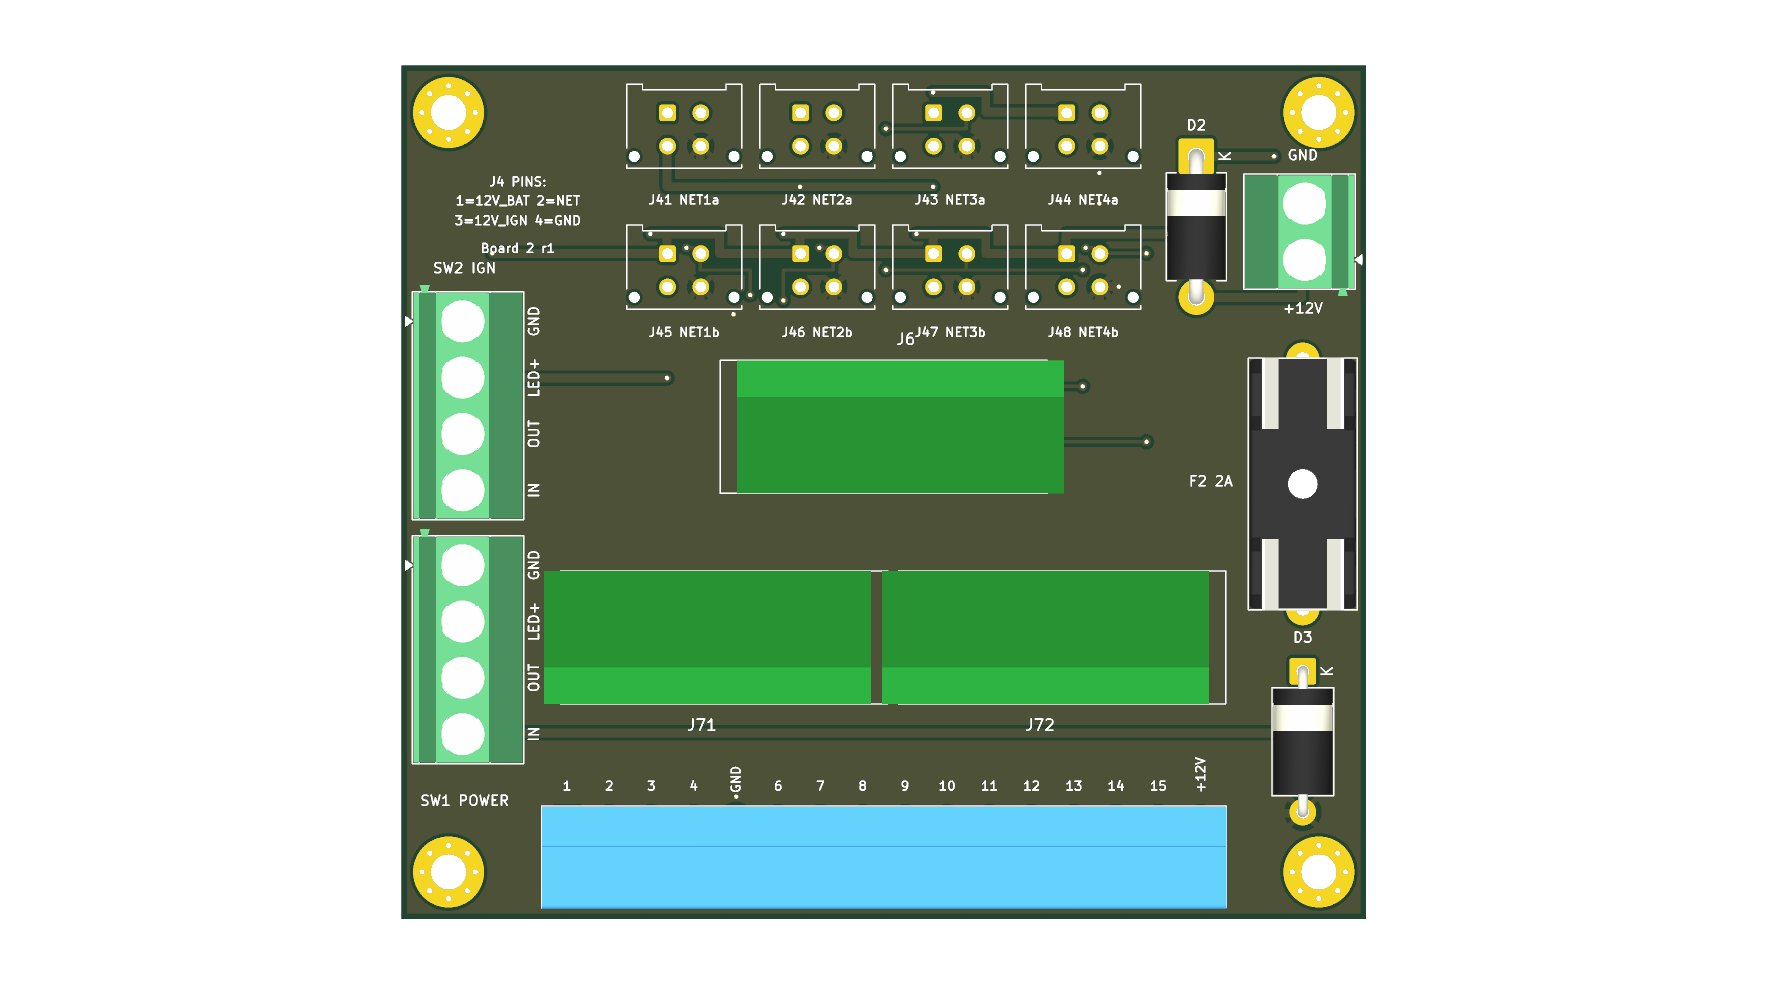 D2
K
GND
J4 PINS:
1=12V_BAT 2=NET
3=12V_IGN 4=GND
J41 NET1a
J42 NET2a
J43 NET3a
J44 NET4a
Board 2 r1
SW2 IGN
+12V
J45 NET1b
J46 NET2b
J47 NET3b
J48 NET4b
J6
GND
LED+
OUT
IN
F2 2A
GND
LED+
OUT
IN
D3
K
J71
J72
SW1 POWER
1 2 3 4 GND 6 7 8 9 10 11 12 13 14 15 +12V